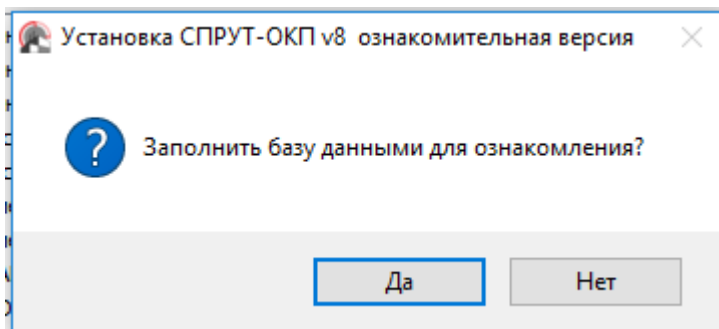 Установка СПРУТ-ОКП v8  ознакомительная версия
Заполнить базу данными для ознакомления?
Да
Нет